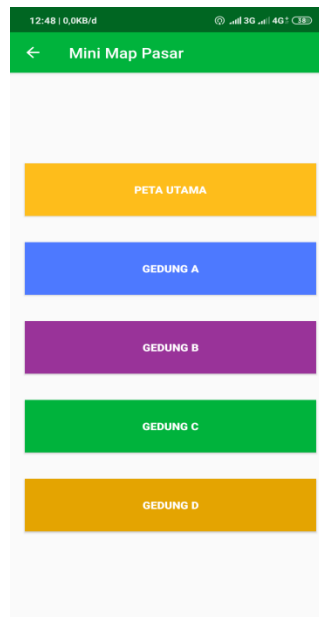 12:48 | 0,0KB/d 3G 4G 38
Mini Map Pasar
PETA UTAMA
GEDUNG A
GEDUNG B
GEDUNG C
GEDUNG D